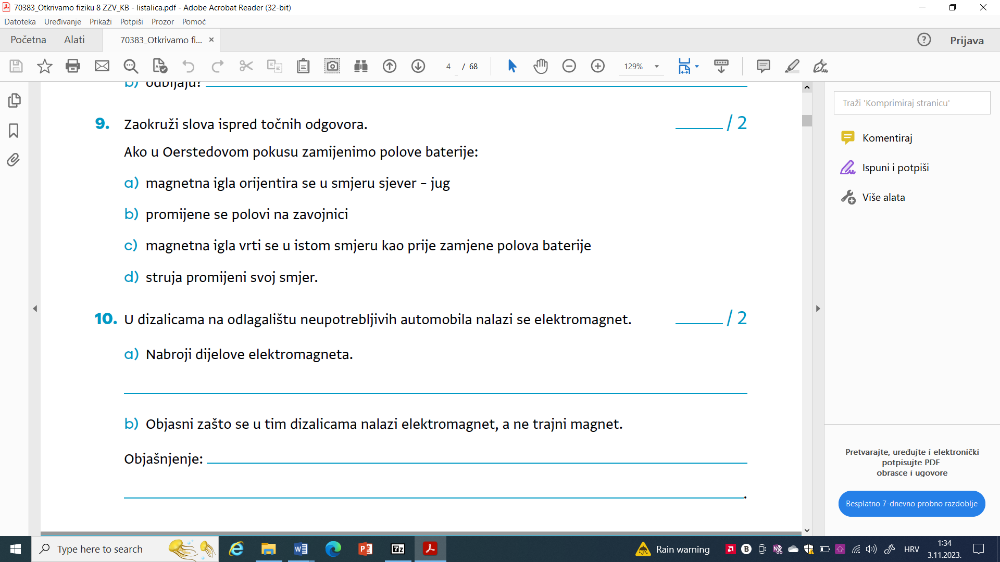 70383_Otkrivamo fiziku 8 ZZV_KB - listalica.pdf - Adobe Acrobat Reader (32-bit)
Datoteka Uređivanje Prikaži Potpiši Prozor Pomoć
Početna Alati 70383_Otkrivamo fi... × ? Prijava
4 / 68 129%
b) odbijaju?
9. Zaokruži slova ispred točnih odgovora. / 2
Ako u Oerstedovom pokusu zamijenimo polove baterije:
a) magnetna igla orijentira se u smjeru sjever – jug
b) promijene se polovi na zavojnici
c) magnetna igla vrti se u istom smjeru kao prije zamjene polova baterije
d) struja promijeni svoj smjer.
10. U dizalicama na odlagalištu neupotrebljivih automobila nalazi se elektromagnet. / 2
a) Nabroji dijelove elektromagneta.
b) Objasni zašto se u tim dizalicama nalazi elektromagnet, a ne trajni magnet.
Objašnjenje:
.
Traži 'Komprimiraj stranicu'
Komentiraj
Ispuni i potpiši
Više alata
Pretvarajte, uređujte i elektronički
potpisujte PDF
obrasce i ugovore
Besplatno 7-dnevno probno razdoblje
Type here to search
7z
Rain warning
HRV
1:34
3.11.2023.